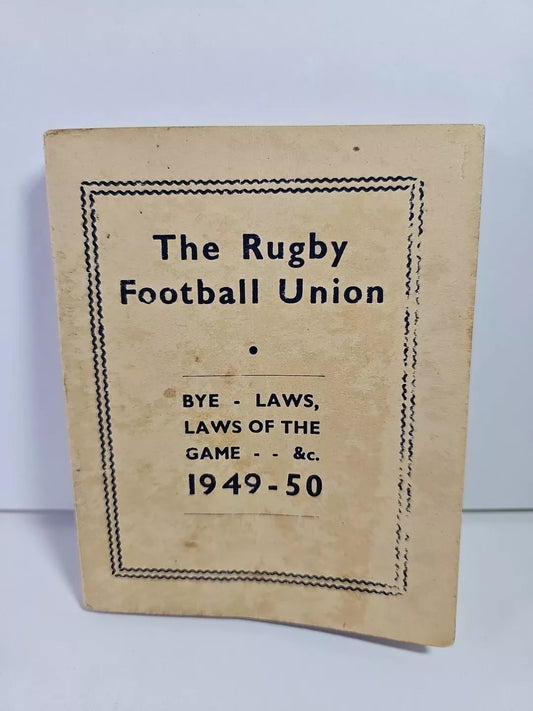 The Rugby
Football Union
BYE - LAWS,
LAWS OF THE
GAME - - &c.
1949-50